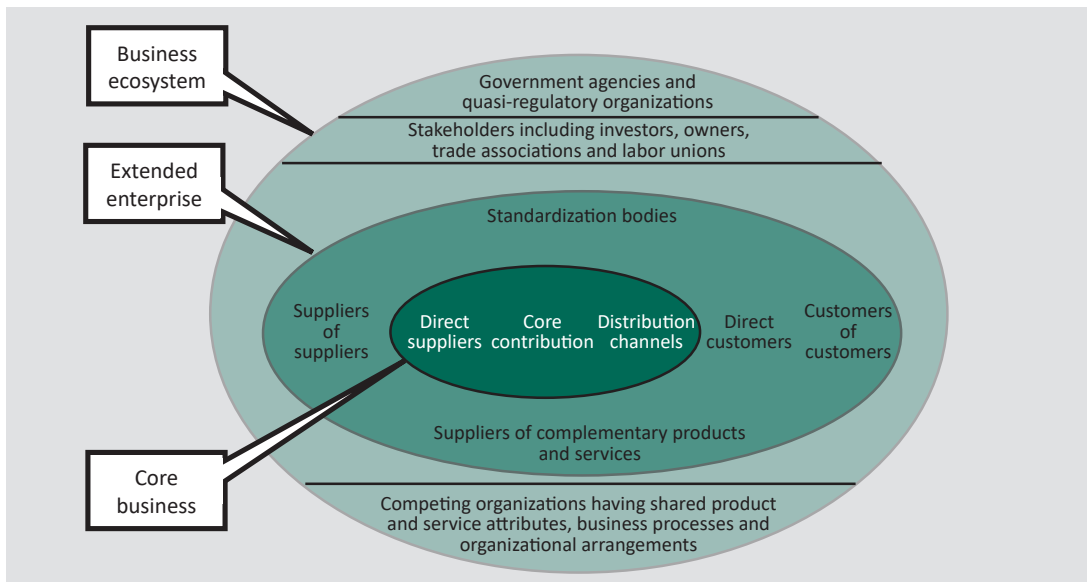 Business
ecosystem
Government agencies and
quasi-regulatory organizations
Stakeholders including investors, owners,
trade associations and labor unions
Extended
enterprise
Standardization bodies
Suppliers
of
suppliers
Direct
suppliers
Core
contribution
Distribution
channels
Direct
customers
Customers
of
customers
Suppliers of complementary products
and services
Core
business
Competing organizations having shared product
and service attributes, business processes and
organizational arrangements